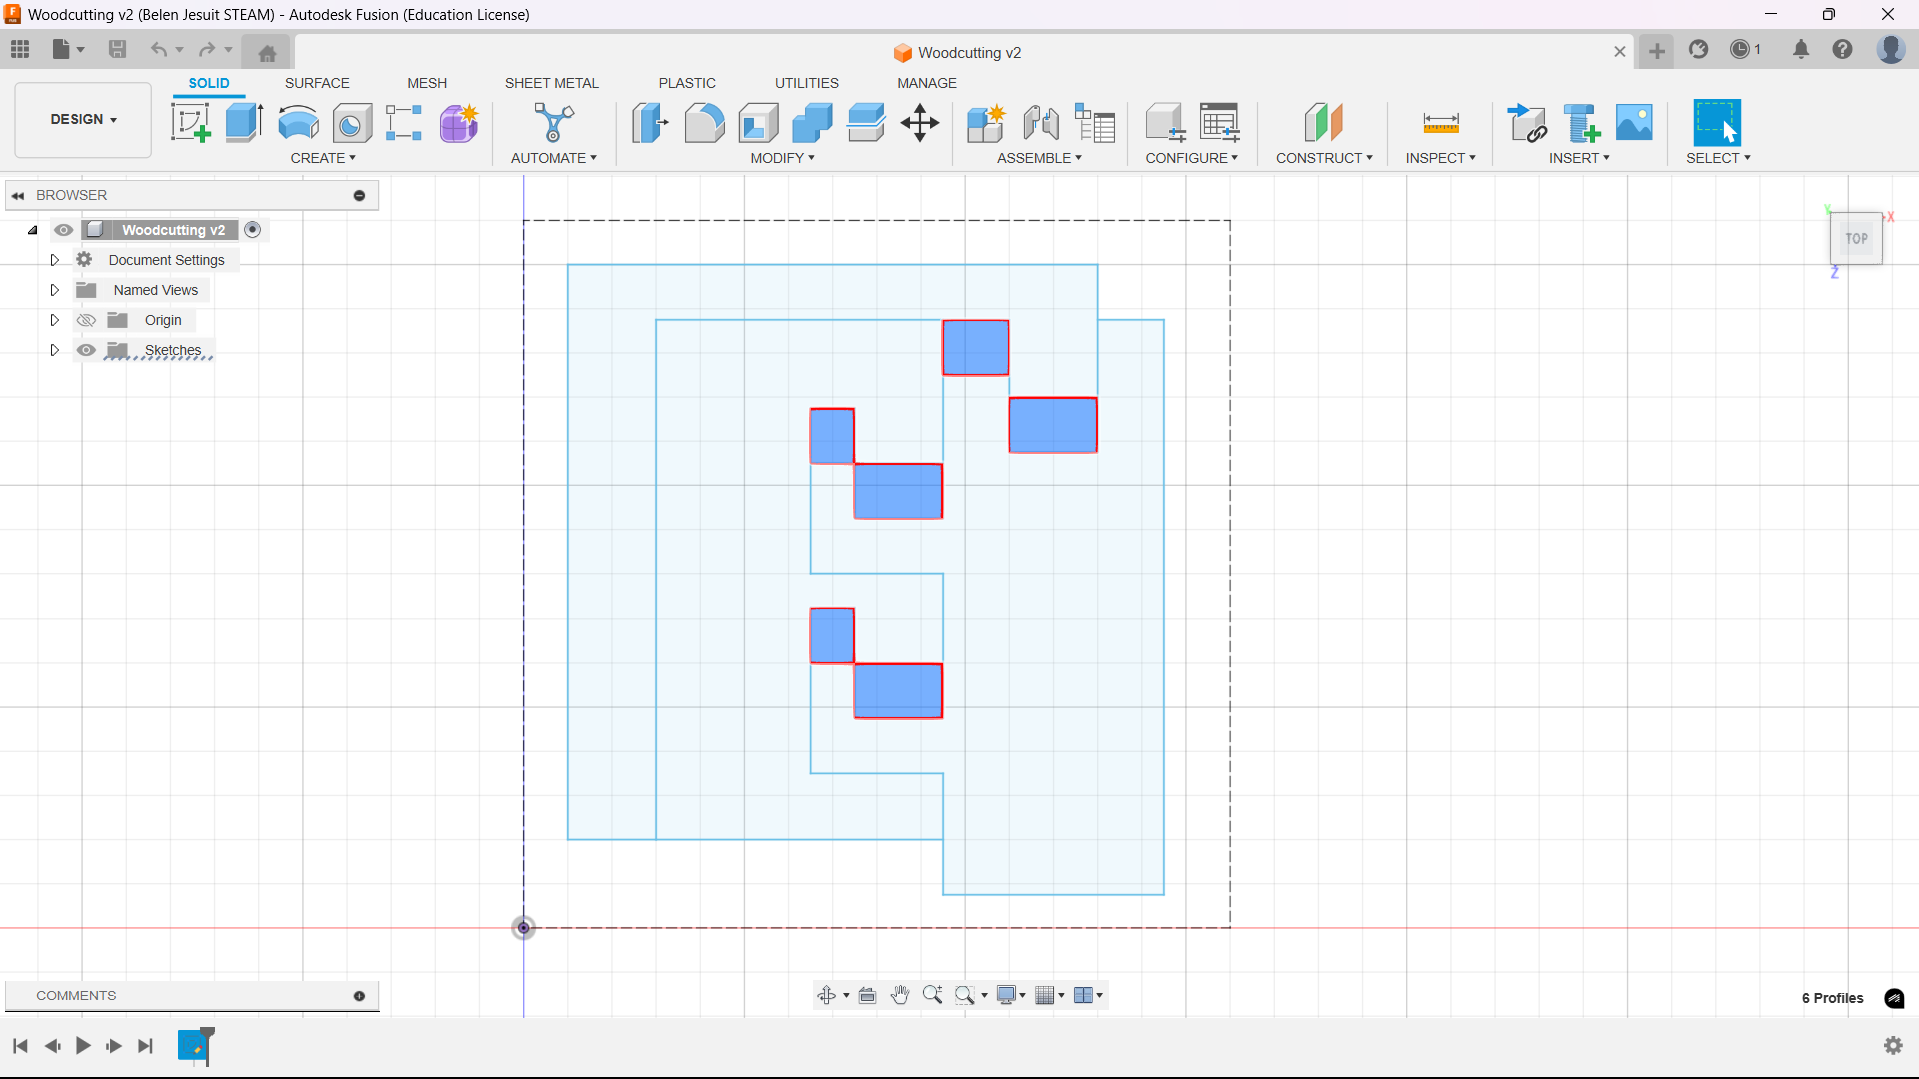 Woodcutting v2 (Belen Jesuit STEAM) - Autodesk Fusion (Education License)
Woodcutting v2
1
DESIGN
SOLID
SURFACE
MESH
SHEET METAL
PLASTIC
UTILITIES
MANAGE
CREATE
AUTOMATE
MODIFY
ASSEMBLE
CONFIGURE
CONSTRUCT
INSPECT
INSERT
SELECT
BROWSER
Woodcutting v2
Document Settings
Named Views
Origin
Sketches
Y
X
TOP
Z
COMMENTS
6 Profiles